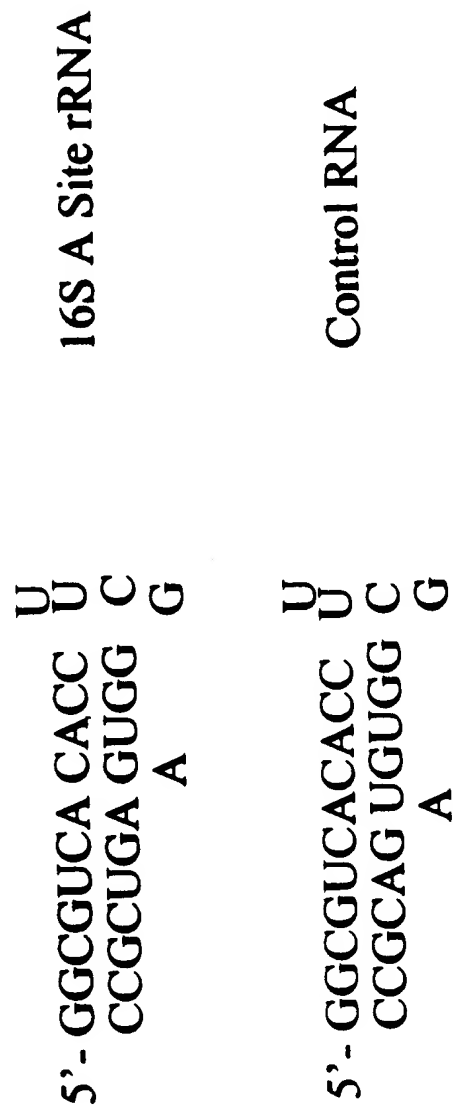 U
5'- GGCGUCA CACC U 16S A Site rRNA
CCGCUGA GUGG C
A G
U
5'- GGCGUCACACC U Control RNA
CCGCAG UGUGG C
A G